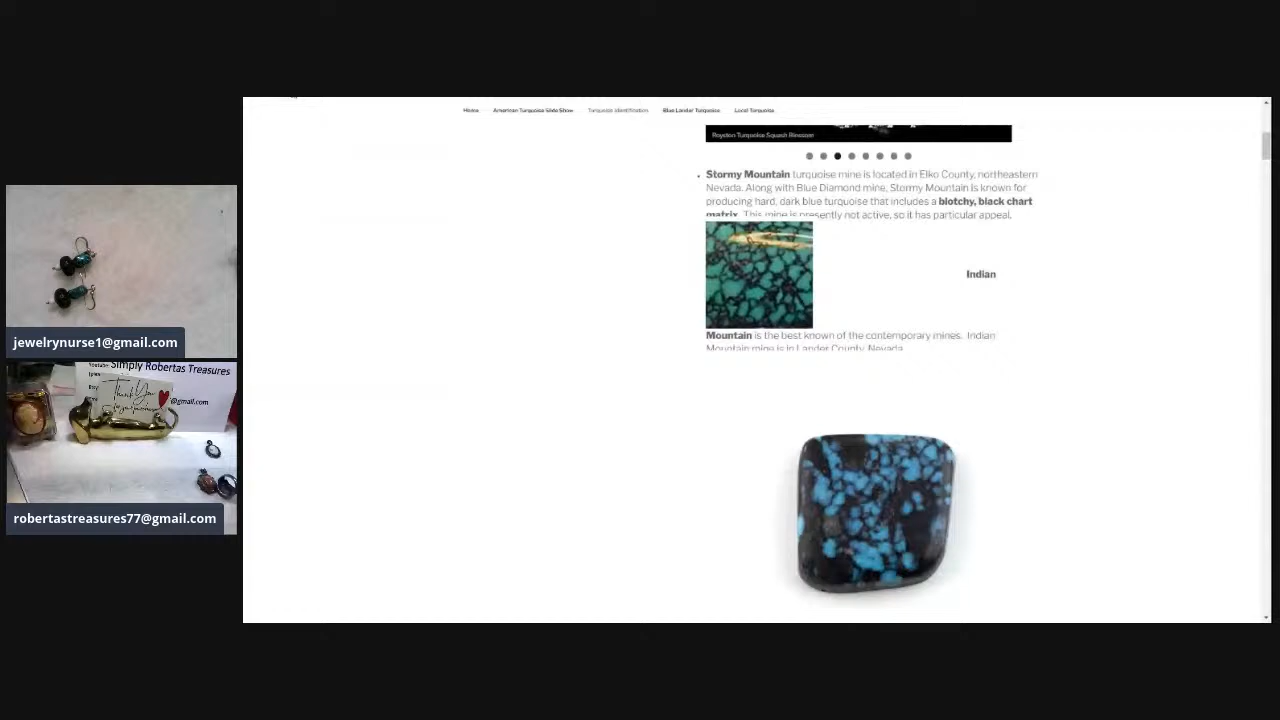 Home American Turquoise Slide Show Turquoise Identification Blue Lander Turquoise Local Turquoise
Royston Turquoise Squash Blossom
Stormy Mountain turquoise mine is located in Elko County, northeastern
Nevada. Along with Blue Diamond mine, Stormy Mountain is known for
producing hard, dark blue turquoise that includes a blotchy, black chart
matrix. This mine is presently not active, so it has particular appeal.
Indian
Mountain is the best known of the contemporary mines. Indian
Mountain mine is in Lander County, Nevada.
jewelrynurse1@gmail.com
Youtube: Simply Robertas Treasures
Thank You
@gmail.com
robertastreasures77@gmail.com